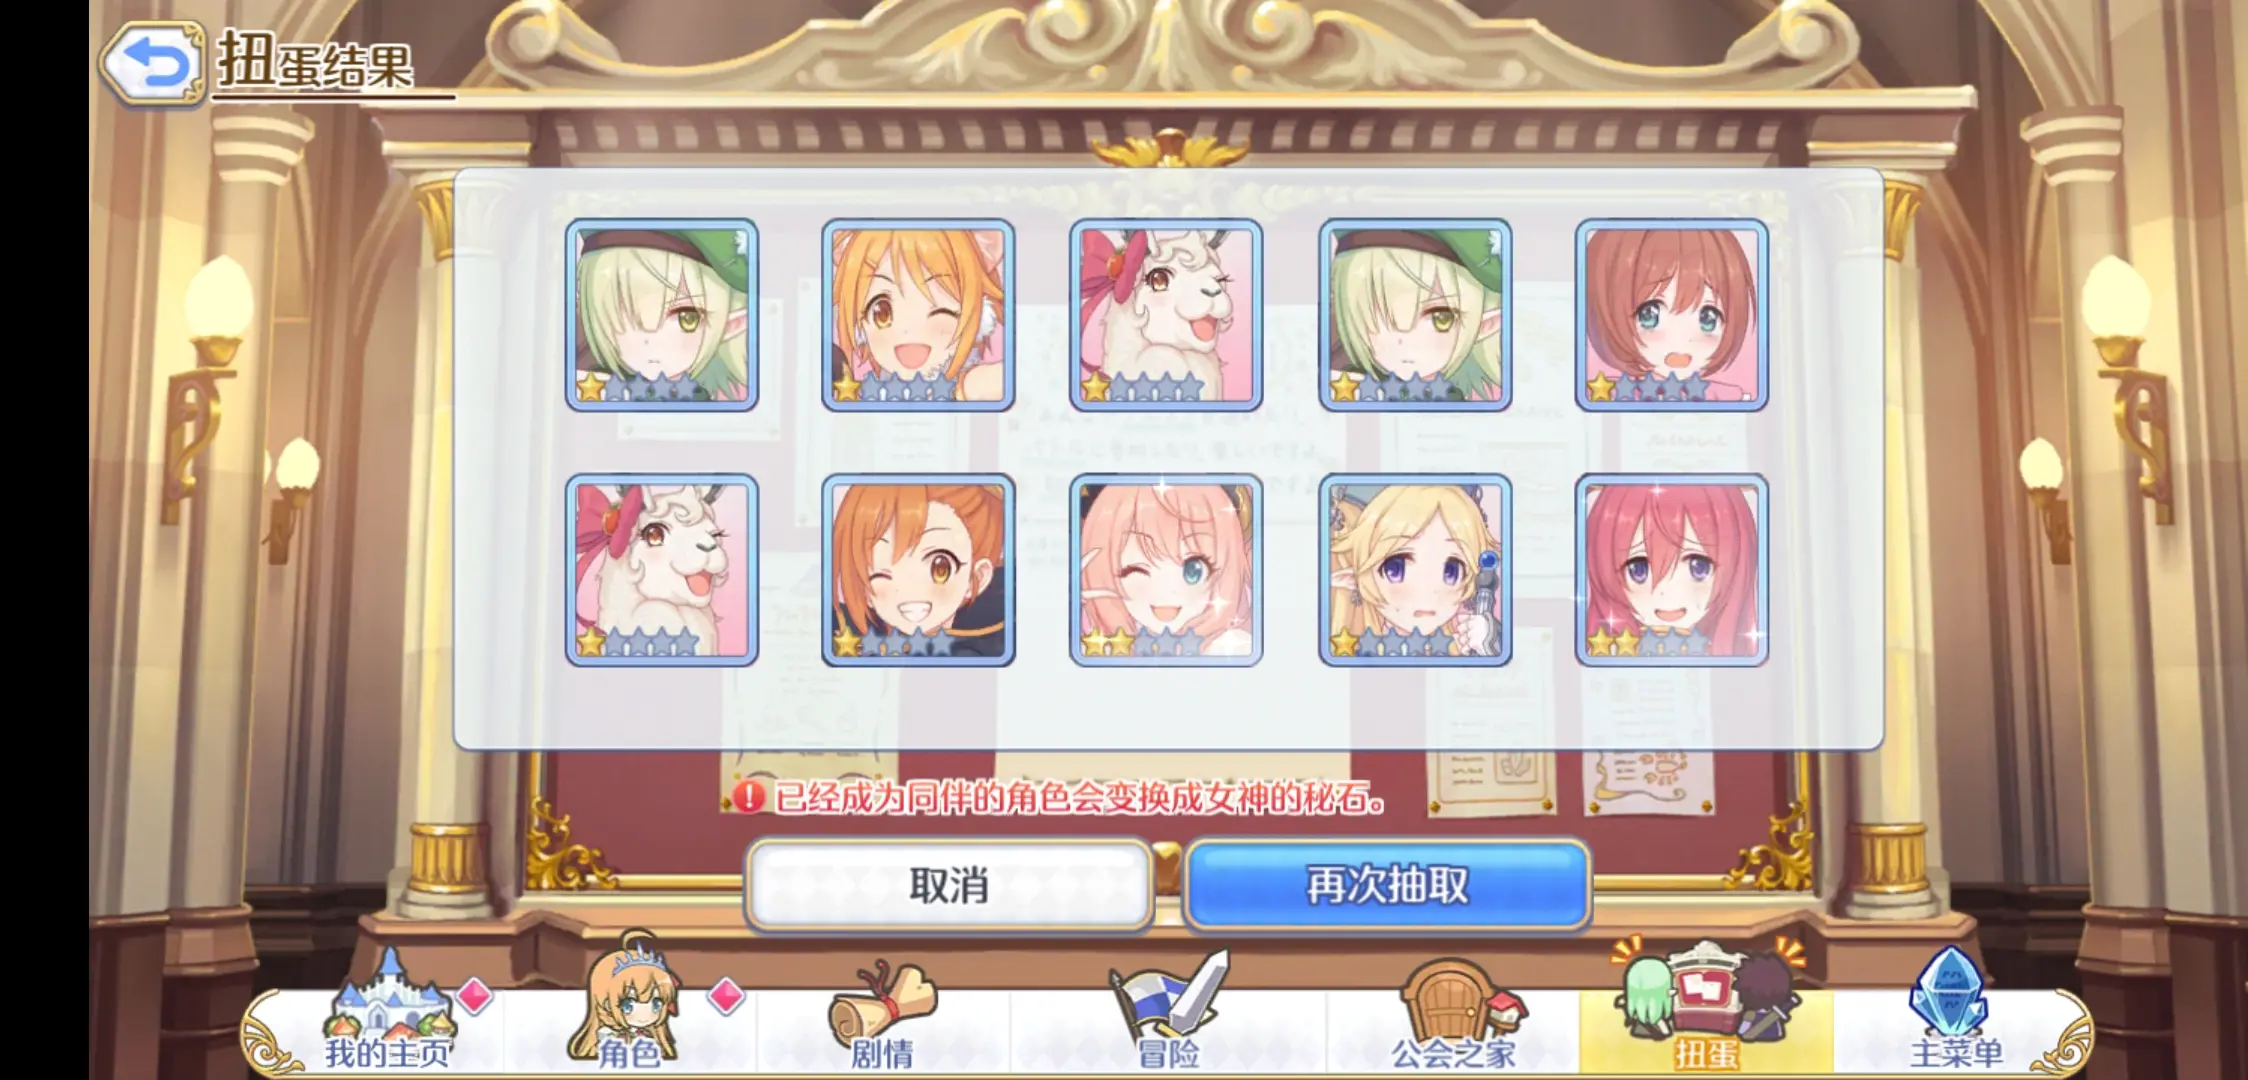 扭蛋结果
已经成为同伴的角色会变换成女神的秘石。
取消
再次抽取
我的主页
角色
剧情
冒险
公会之家
扭蛋
主菜单